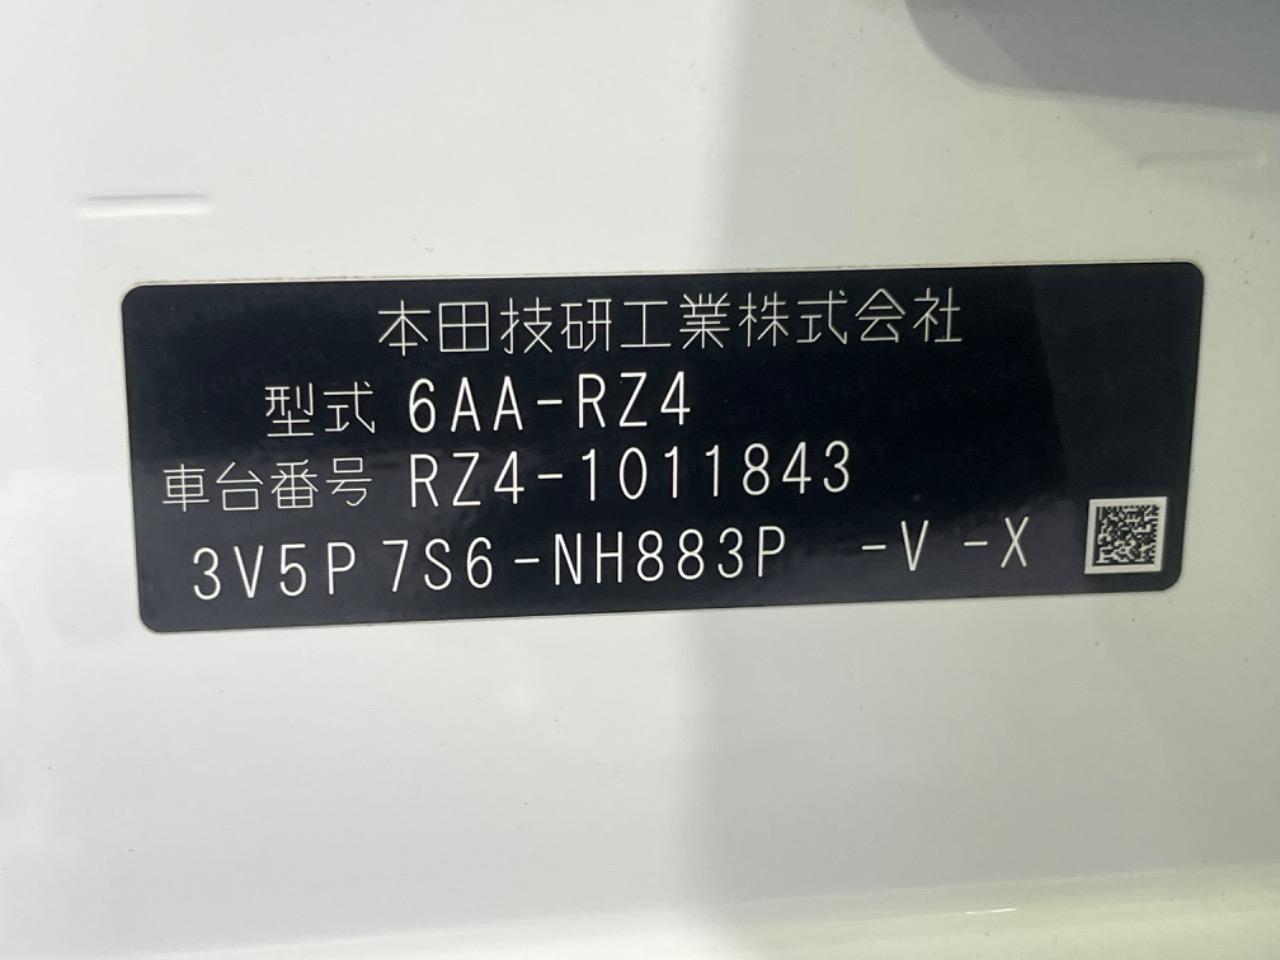 本田技研工業株式会社
型式 6AA-RZ4
車台番号 RZ4-1011843
3V5P 7S6-NH883P -V -X